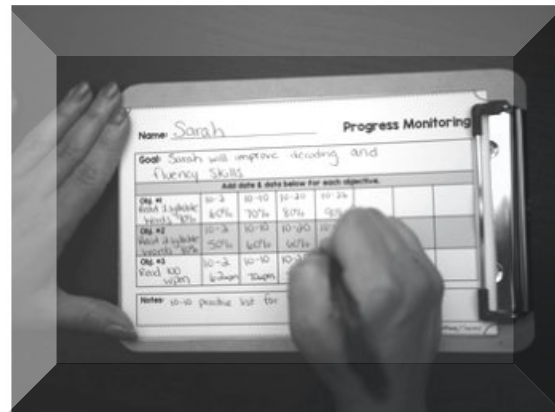 Name: Sarah
Progress Monitoring
Goal: Sarah will improve decoding and
fluency skills
Add date & data below for each objective.
Obj. #1 10-2 10-10 10-20
Read 1 syllable
words 60% 70% 80% 90%
Obj. #2 10-2 10-10 10-20
Read 2 syllable
words 50% 60% 60%
Obj. #3 10-2 10-10
Read 100
wpm
Notes: 10-10 practice list for